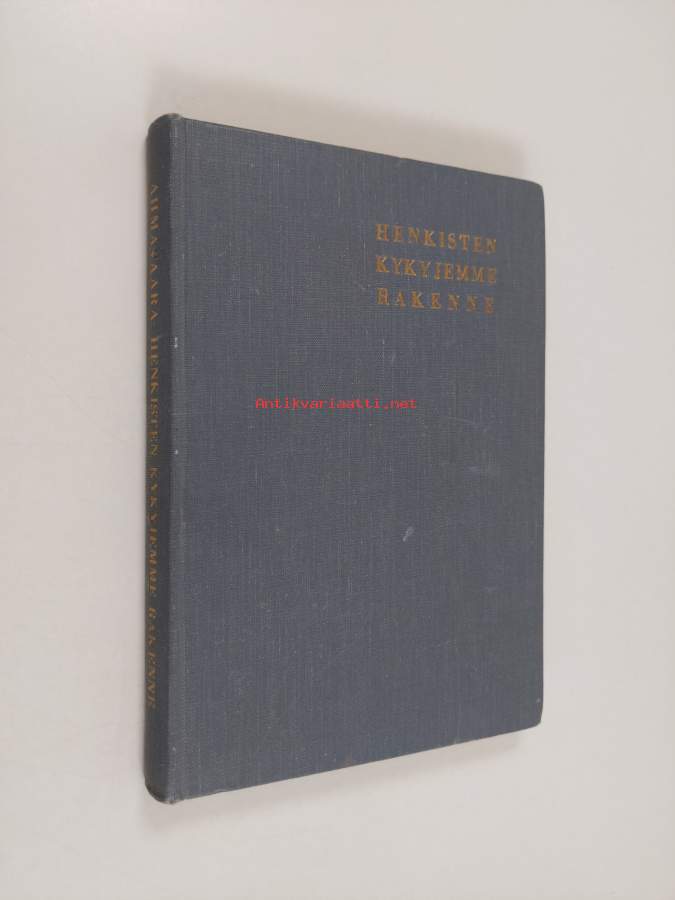 HENKISTEN
KYKYJEMME
RAKENNE
Antikvariaatti.net
AHMAVAARA HENKISTEN KYKYJEMME RAKENNE